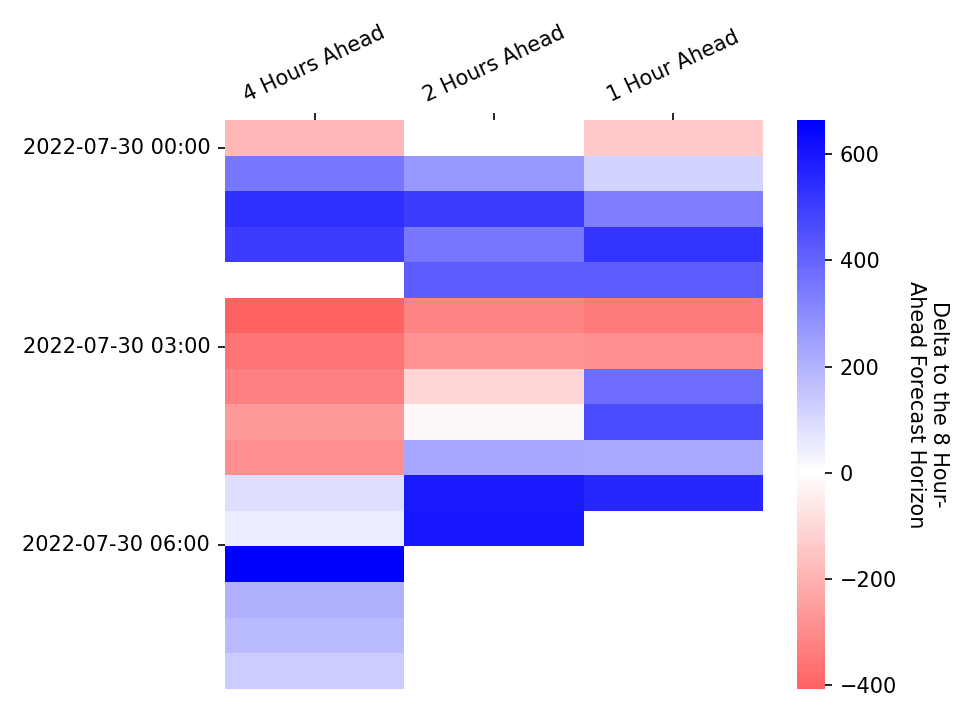 4 Hours Ahead
2 Hours Ahead
1 Hour Ahead
2022-07-30 00:00
2022-07-30 03:00
2022-07-30 06:00
600
400
200
0
−200
−400
Delta to the 8 Hour-
Ahead Forecast Horizon